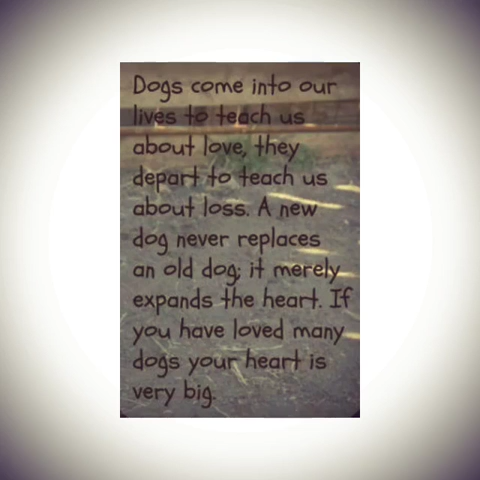 Dogs come into our
lives to teach us
about love, they
depart to teach us
about loss. A new
dog never replaces
an old dog; it merely
expands the heart. If
you have loved many
dogs your heart is
very big.